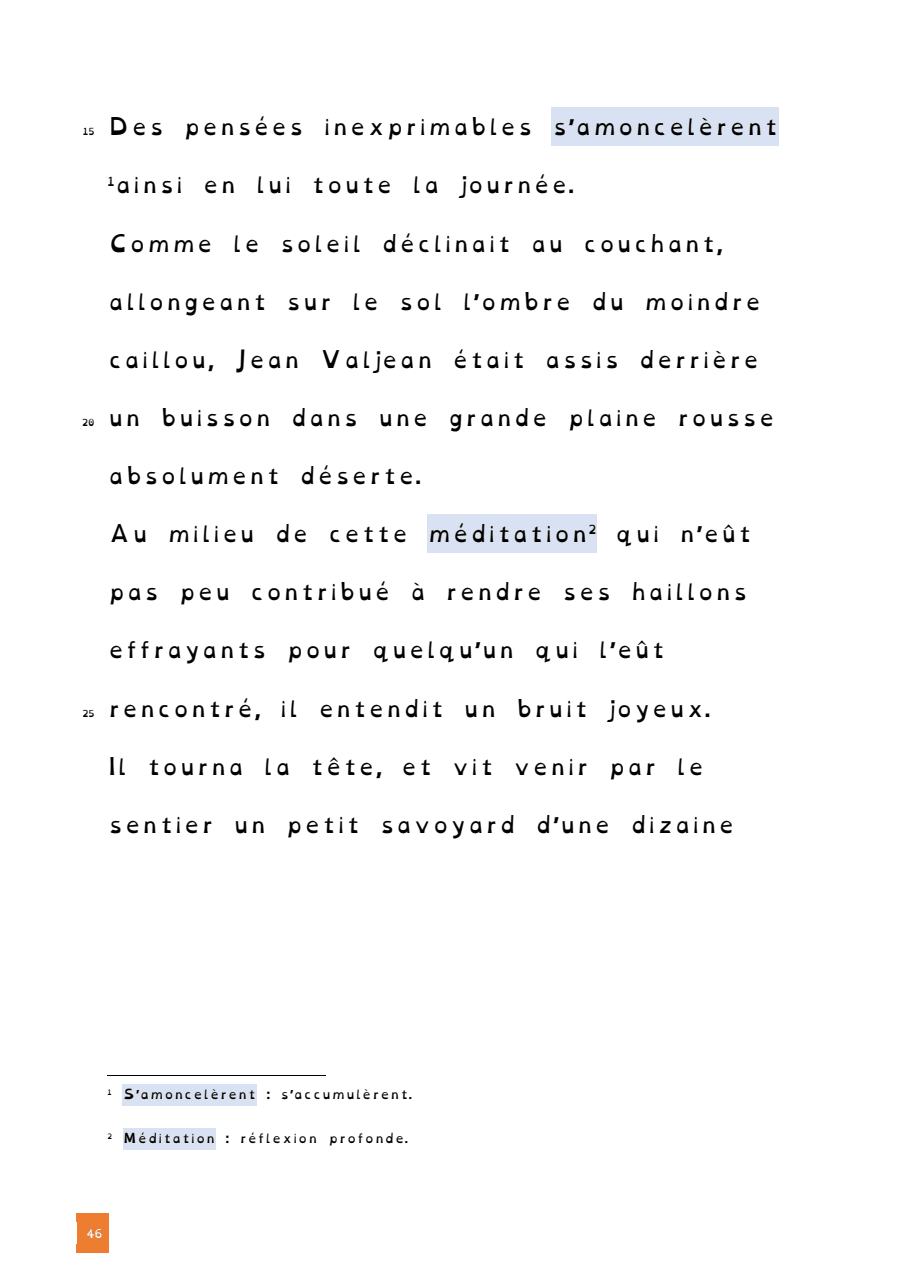 15 Des pensées inexprimables s’amoncelèrent
¹ainsi en lui toute la journée.
Comme le soleil déclinait au couchant,
allongeant sur le sol l’ombre du moindre
caillou, Jean Valjean était assis derrière
20 un buisson dans une grande plaine rousse
absolument déserte.
Au milieu de cette méditation² qui n’eût
pas peu contribué à rendre ses haillons
effrayants pour quelqu’un qui l’eût
25 rencontré, il entendit un bruit joyeux.
Il tourna la tête, et vit venir par le
sentier un petit savoyard d’une dizaine
¹ S’amoncelèrent : s’accumulèrent.
² Méditation : réflexion profonde.
46